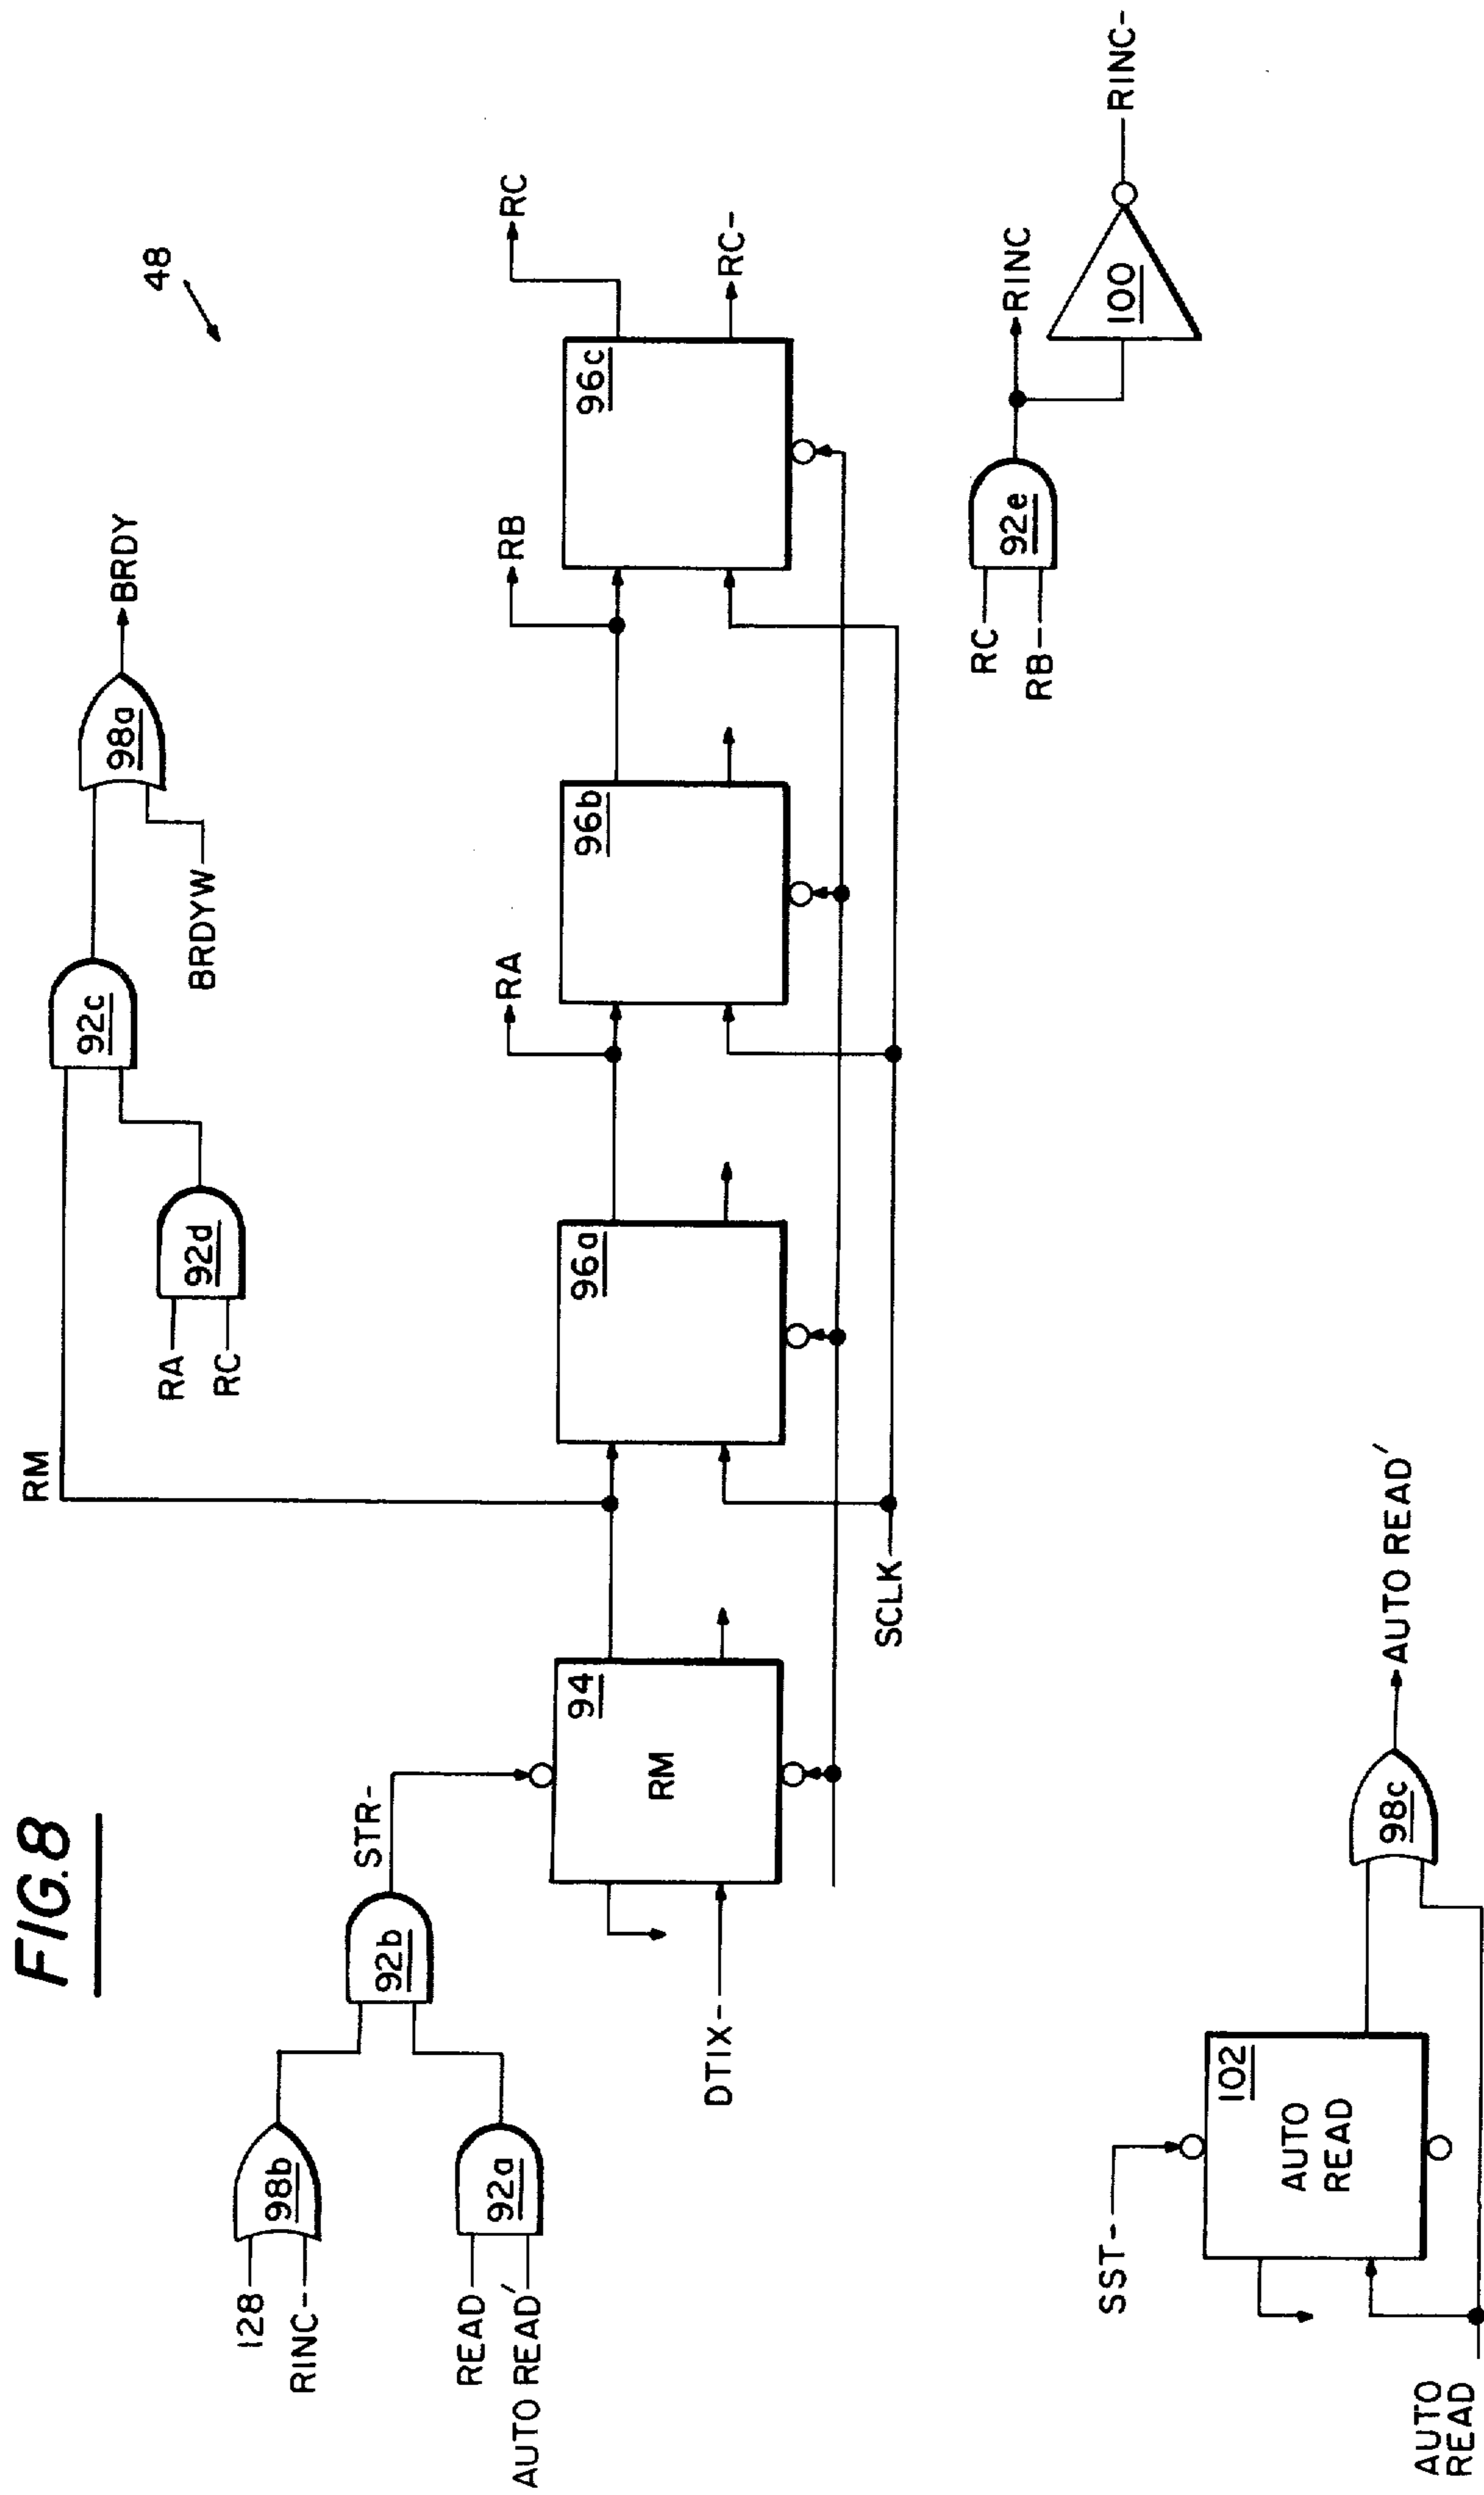 FIG.8
48
RM
92c
98a
BRDY
BRDYW
RA
RC
92d
128
RINC-
98b
READ
AUTO READ'
92a
92b
STR-
94
RM
DTIX-
SCLK
96a
RA
96b
RB
96c
RC
RC-
RC
RB-
92e
RINC
100
RINC-
SST-
102
AUTO
READ
AUTO
READ
98c
AUTO READ'